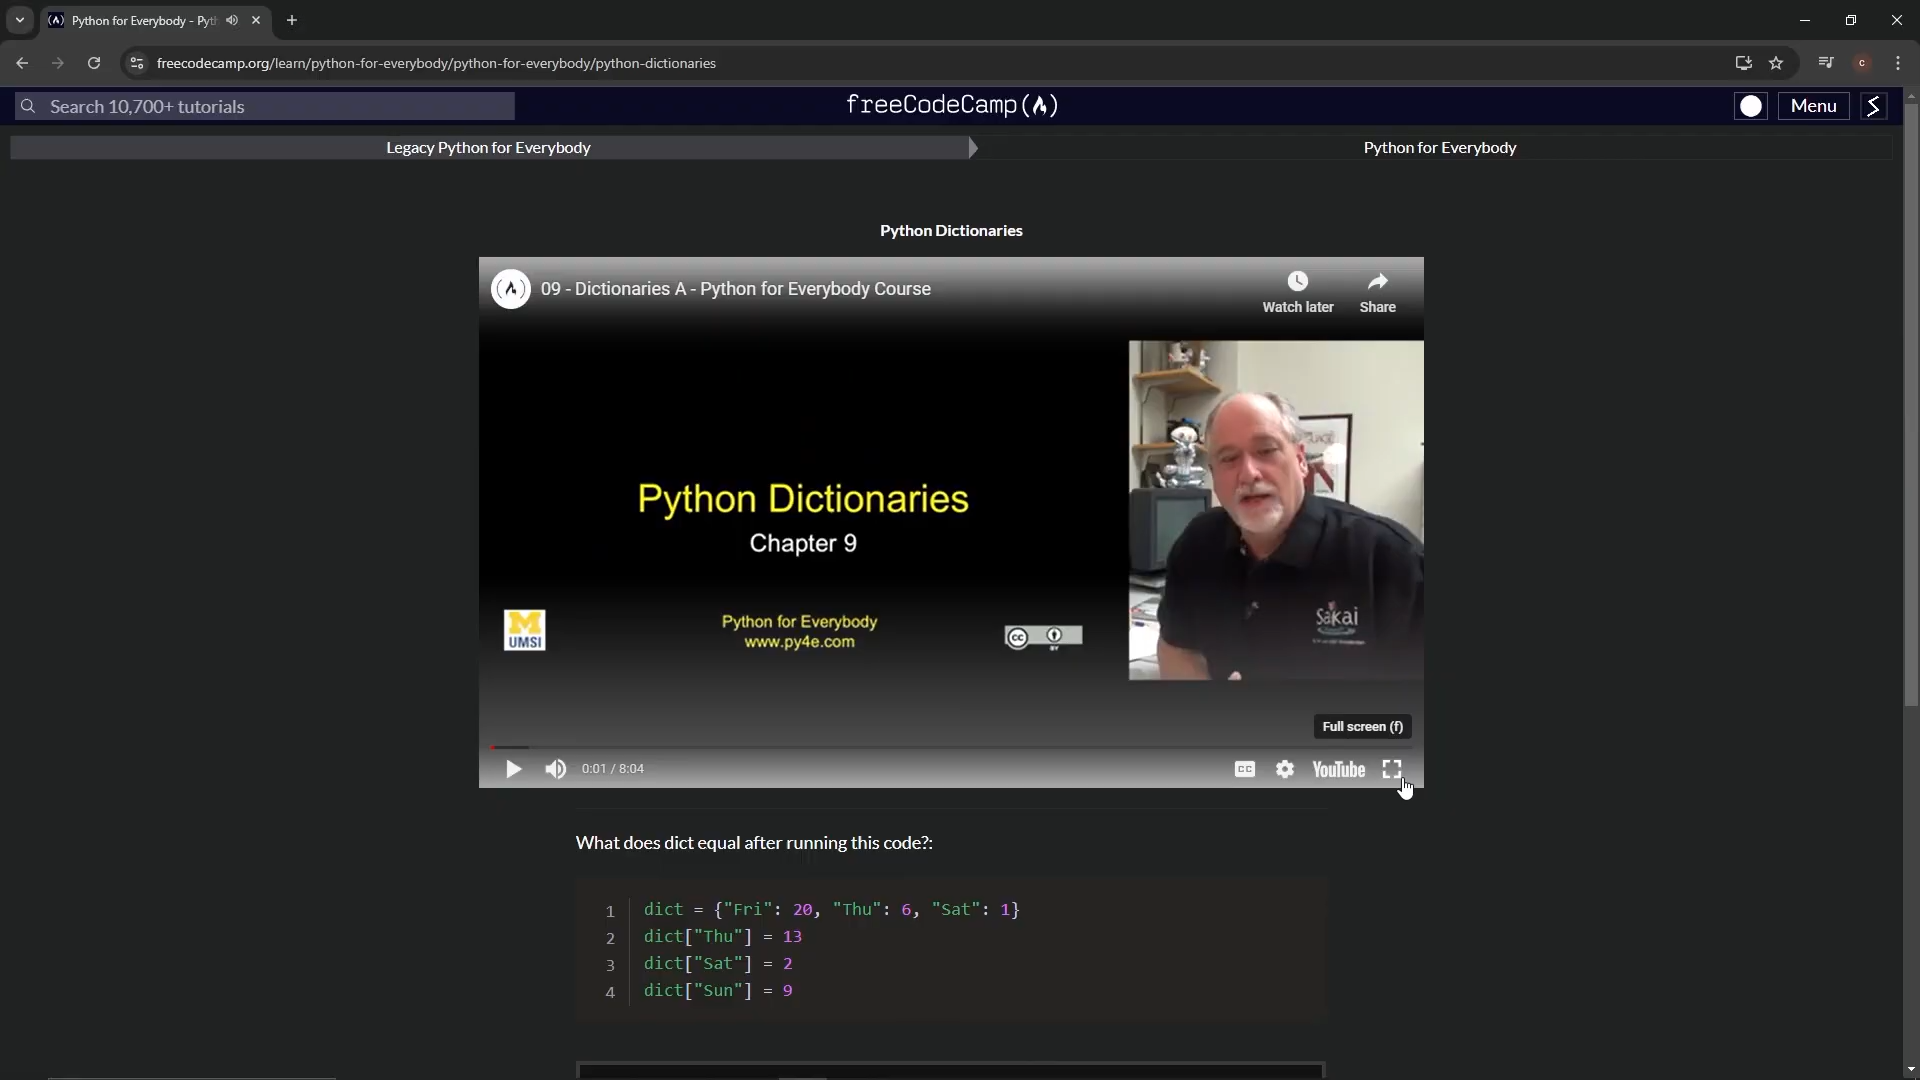 Python for Everybody - Pyt
freecodecamp.org/learn/python-for-everybody/python-for-everybody/python-dictionaries
C
Search 10,700+ tutorials
freeCodeCamp
Menu
Legacy Python for Everybody
Python for Everybody
Python Dictionaries
09 - Dictionaries A - Python for Everybody Course
Watch later
Share
Python Dictionaries
Chapter 9
Sakai
M
UMSI
Python for Everybody
www.py4e.com
cc
BY
Full screen (f)
0:01 / 8:04
CC
YouTube
What does dict equal after running this code?:
1 dict = {"Fri": 20, "Thu": 6, "Sat": 1}
2 dict["Thu"] = 13
3 dict["Sat"] = 2
4 dict["Sun"] = 9